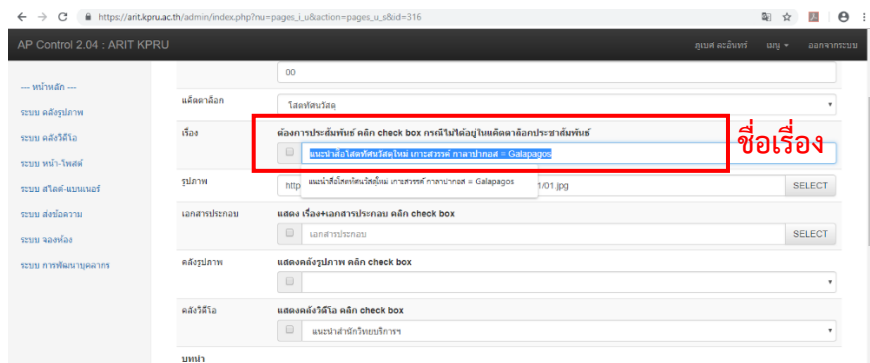 https://arit.kpru.ac.th/admin/index.php?nu=pages_i_u&action=pages_u_s&id=316
AP Control 2.04 : ARIT KPRU
ภูเบศ ละอินทร์ เมนู ออกจากระบบ
--- หน้าหลัก ---
ระบบ คลังรูปภาพ
ระบบ คลังวีดีโอ
ระบบ หน้า-โพสต์
ระบบ สไลด์-แบนเนอร์
ระบบ ส่งข้อความ
ระบบ จองห้อง
ระบบ การพัฒนาบุคลากร
00
แค๊ตตาล็อก
โสตทัศนวัสดุ
เรื่อง
ต้องการประสัมพันธ์ คลิก check box กรณีไม่ได้อยู่ในแค๊ตตาล๊อกประชาสัมพันธ์
แนะนำสื่อโสตทัศนวัสดุใหม่ เกาะสวรรค์ กาลาปากอส = Galapagos
ชื่อเรื่อง
แนะนำสื่อโสตทัศนวัสดุใหม่ เกาะสวรรค์ กาลาปากอส = Galapagos
รูปภาพ
http
1/01.jpg
SELECT
เอกสารประกอบ
แสดง เรื่อง+เอกสารประกอบ คลิก check box
เอกสารประกอบ
SELECT
คลังรูปภาพ
แสดงคลังรูปภาพ คลิก check box
คลังวีดีโอ
แสดงคลังวีดีโอ คลิก check box
แนะนำสำนักวิทยบริการฯ
บทนำ